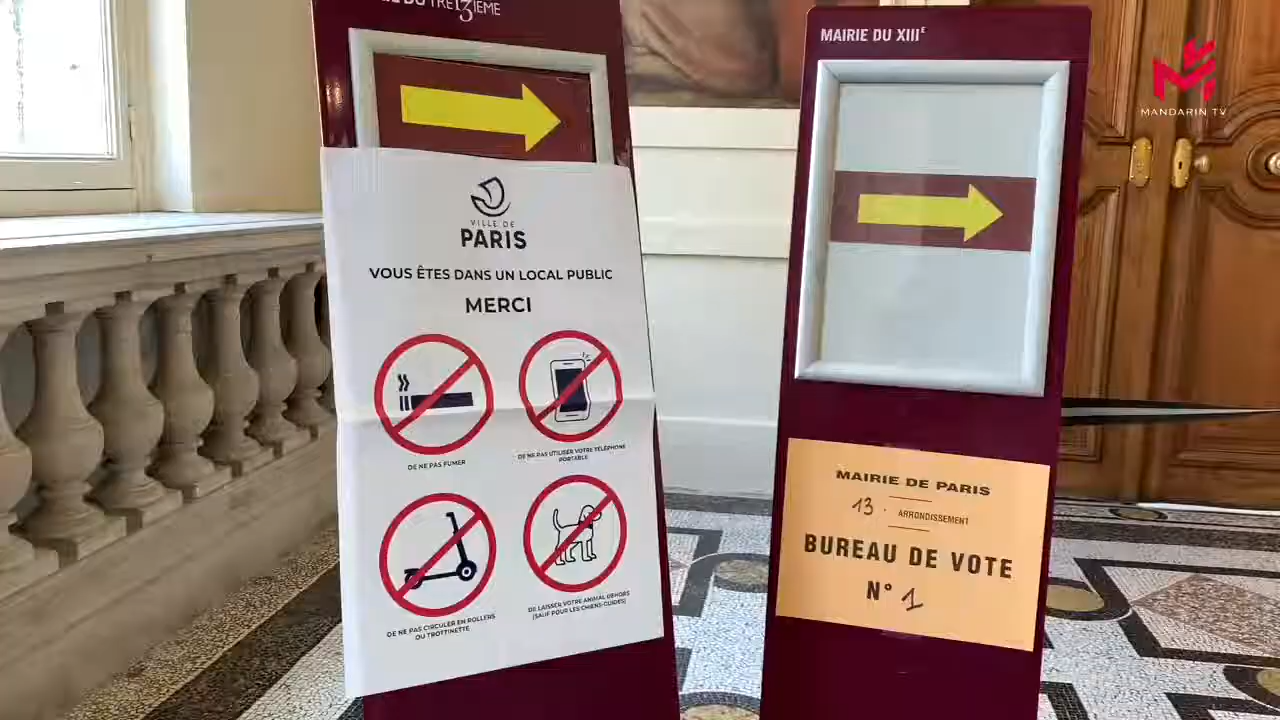 DU TRE13IEME
VILLE DE
PARIS
VOUS ÊTES DANS UN LOCAL PUBLIC
MERCI
DE NE PAS FUMER
DE NE PAS UTILISER VOTRE TÉLÉPHONE
PORTABLE
DE NE PAS CIRCULER EN ROLLERS
OU TROTTINETTE
DE LAISSER VOTRE ANIMAL DEHORS
(SAUF POUR LES CHIENS GUIDES)
MAIRIE DU XIIIE
MAIRIE DE PARIS
13. ARRONDISSEMENT
BUREAU DE VOTE
N° 1
MANDARIN TV